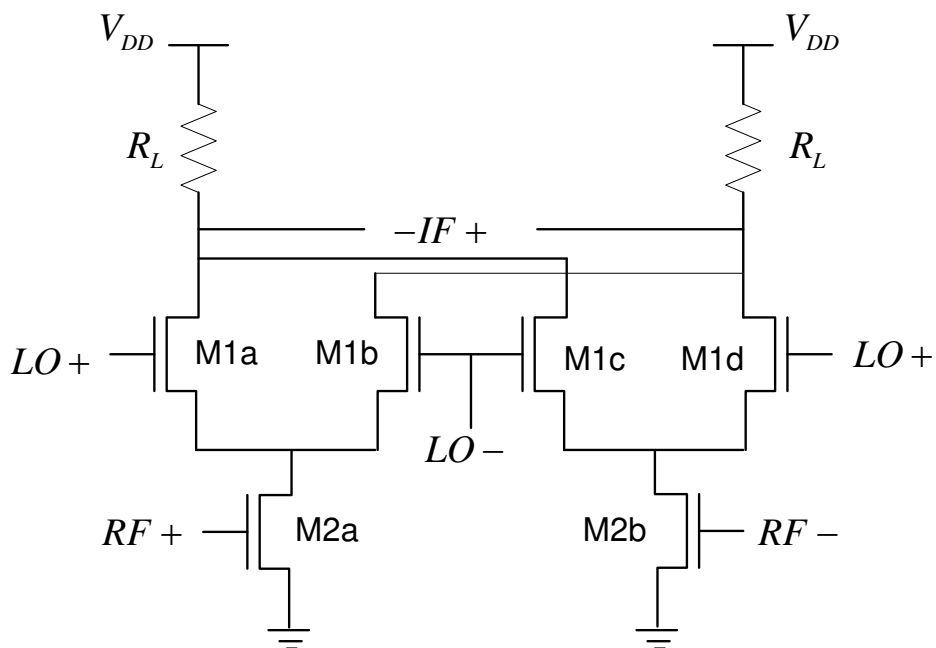 V_DD V_DD
R_L R_L
−IF +
LO + M1a M1b M1c M1d LO +
LO −
RF + M2a M2b RF −